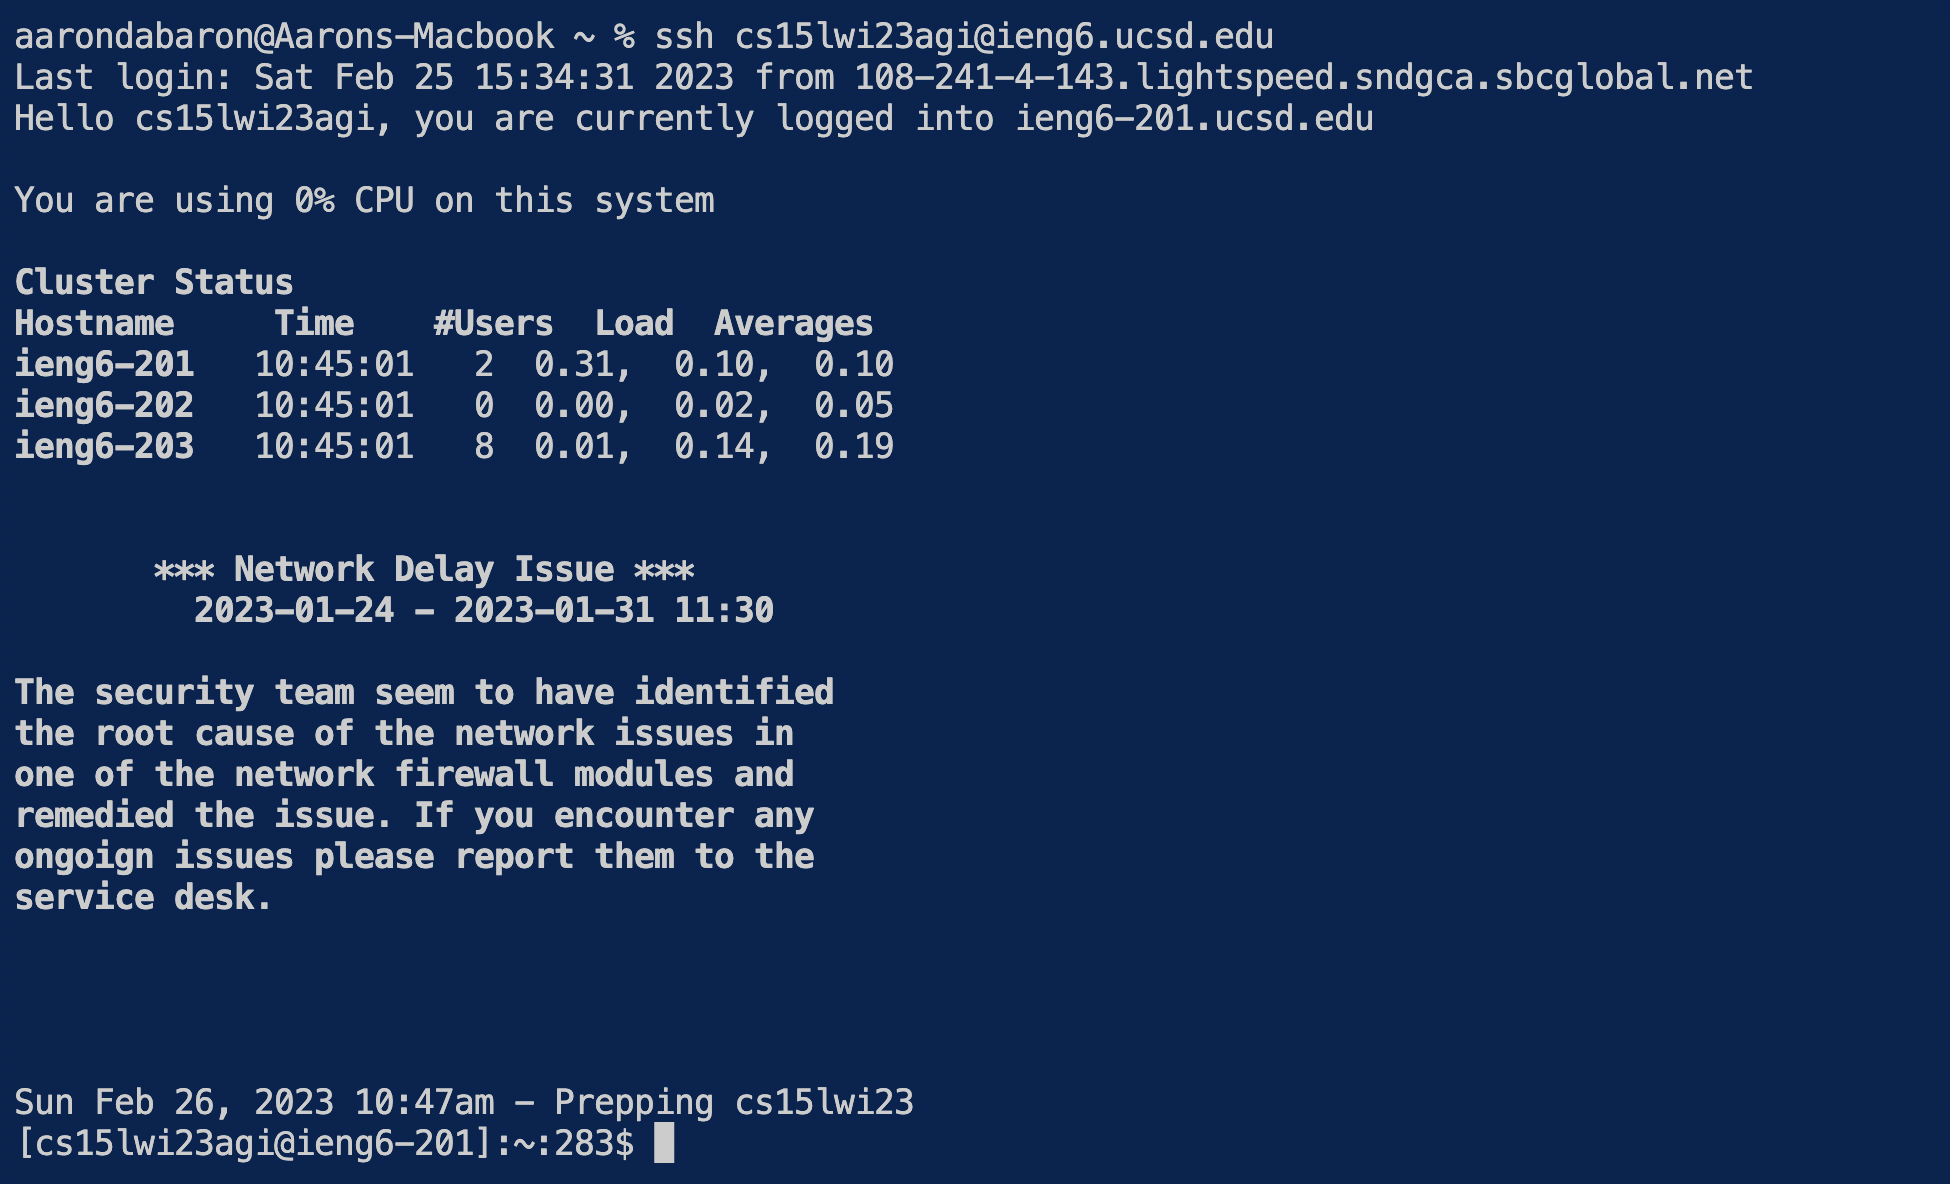 aarondabaron@Aarons-Macbook ~ % ssh cs15lwi23agi@ieng6.ucsd.edu
Last login: Sat Feb 25 15:34:31 2023 from 108-241-4-143.lightspeed.sndgca.sbcglobal.net
Hello cs15lwi23agi, you are currently logged into ieng6-201.ucsd.edu
You are using 0% CPU on this system
Cluster Status
Hostname     Time    #Users  Load  Averages
ieng6-201   10:45:01   2  0.31,  0.10,  0.10
ieng6-202   10:45:01   0  0.00,  0.02,  0.05
ieng6-203   10:45:01   8  0.01,  0.14,  0.19
*** Network Delay Issue ***
2023-01-24 - 2023-01-31 11:30
The security team seem to have identified
the root cause of the network issues in
one of the network firewall modules and
remedied the issue. If you encounter any
ongoign issues please report them to the
service desk.
Sun Feb 26, 2023 10:47am - Prepping cs15lwi23
[cs15lwi23agi@ieng6-201]:~:283$